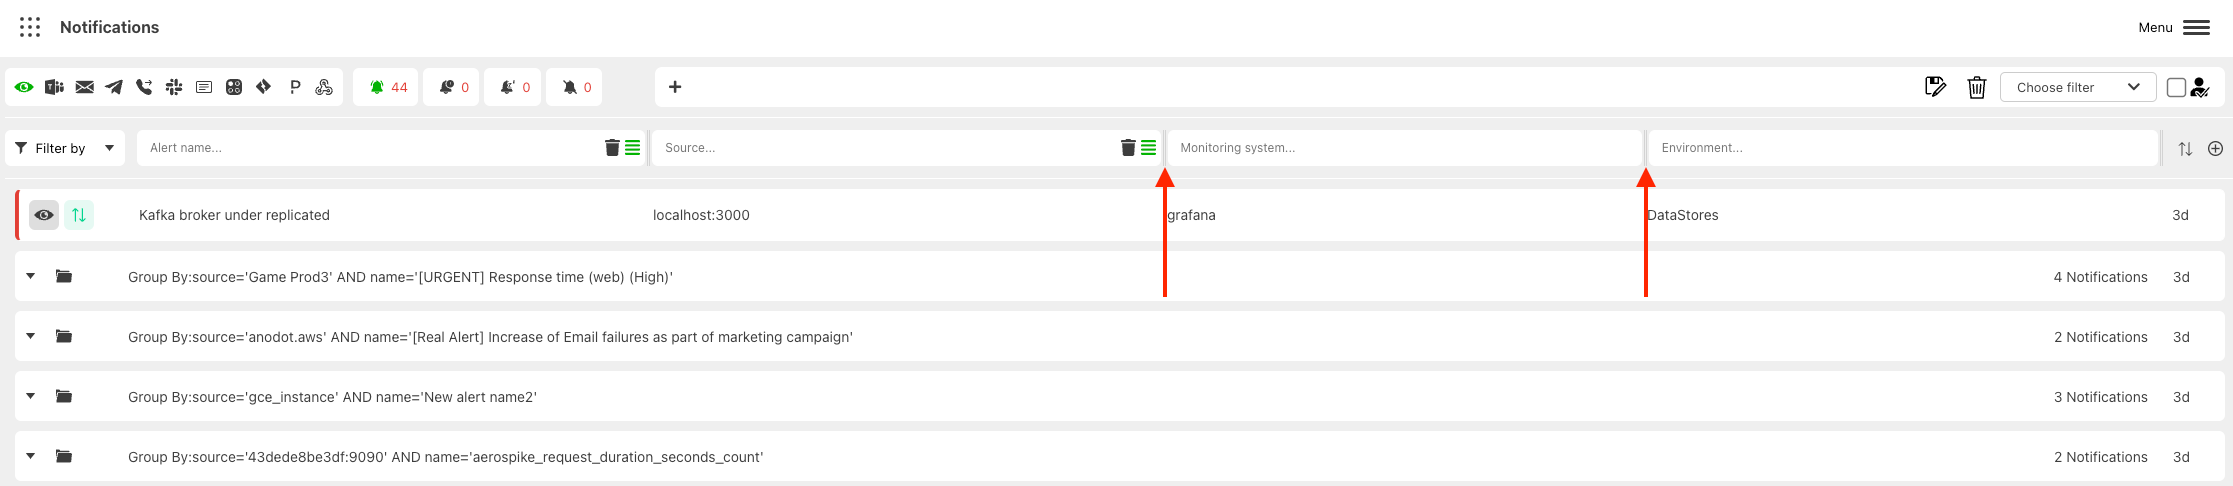 Notifications
Menu
44 0 0 0 + Choose filter
Filter by Alert name... Source... Monitoring system... Environment...
Kafka broker under replicated localhost:3000 grafana DataStores 3d
Group By:source='Game Prod3' AND name='[URGENT] Response time (web) (High)' 4 Notifications 3d
Group By:source='anodot.aws' AND name='[Real Alert] Increase of Email failures as part of marketing campaign' 2 Notifications 3d
Group By:source='gce_instance' AND name='New alert name2' 3 Notifications 3d
Group By:source='43dede8be3df:9090' AND name='aerospike_request_duration_seconds_count' 2 Notifications 3d